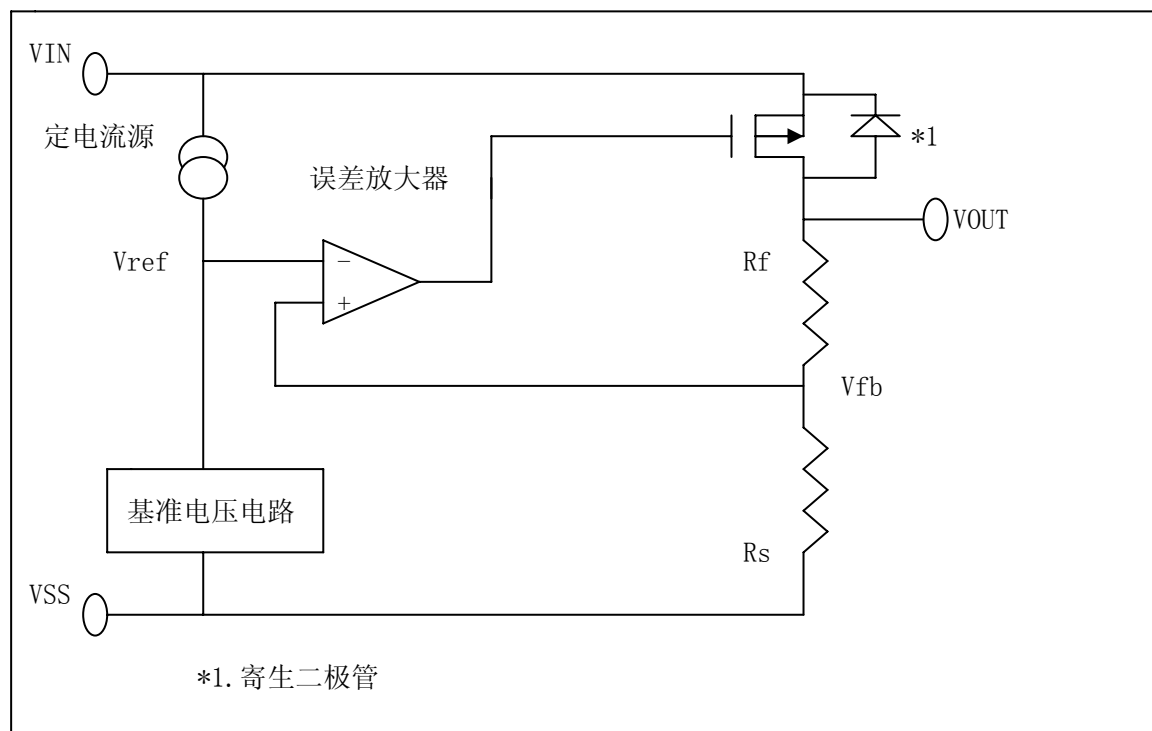 VIN
定电流源
*1
误差放大器
VOUT
Vref
Rf
−
+
Vfb
基准电压电路
Rs
VSS
*1.寄生二极管